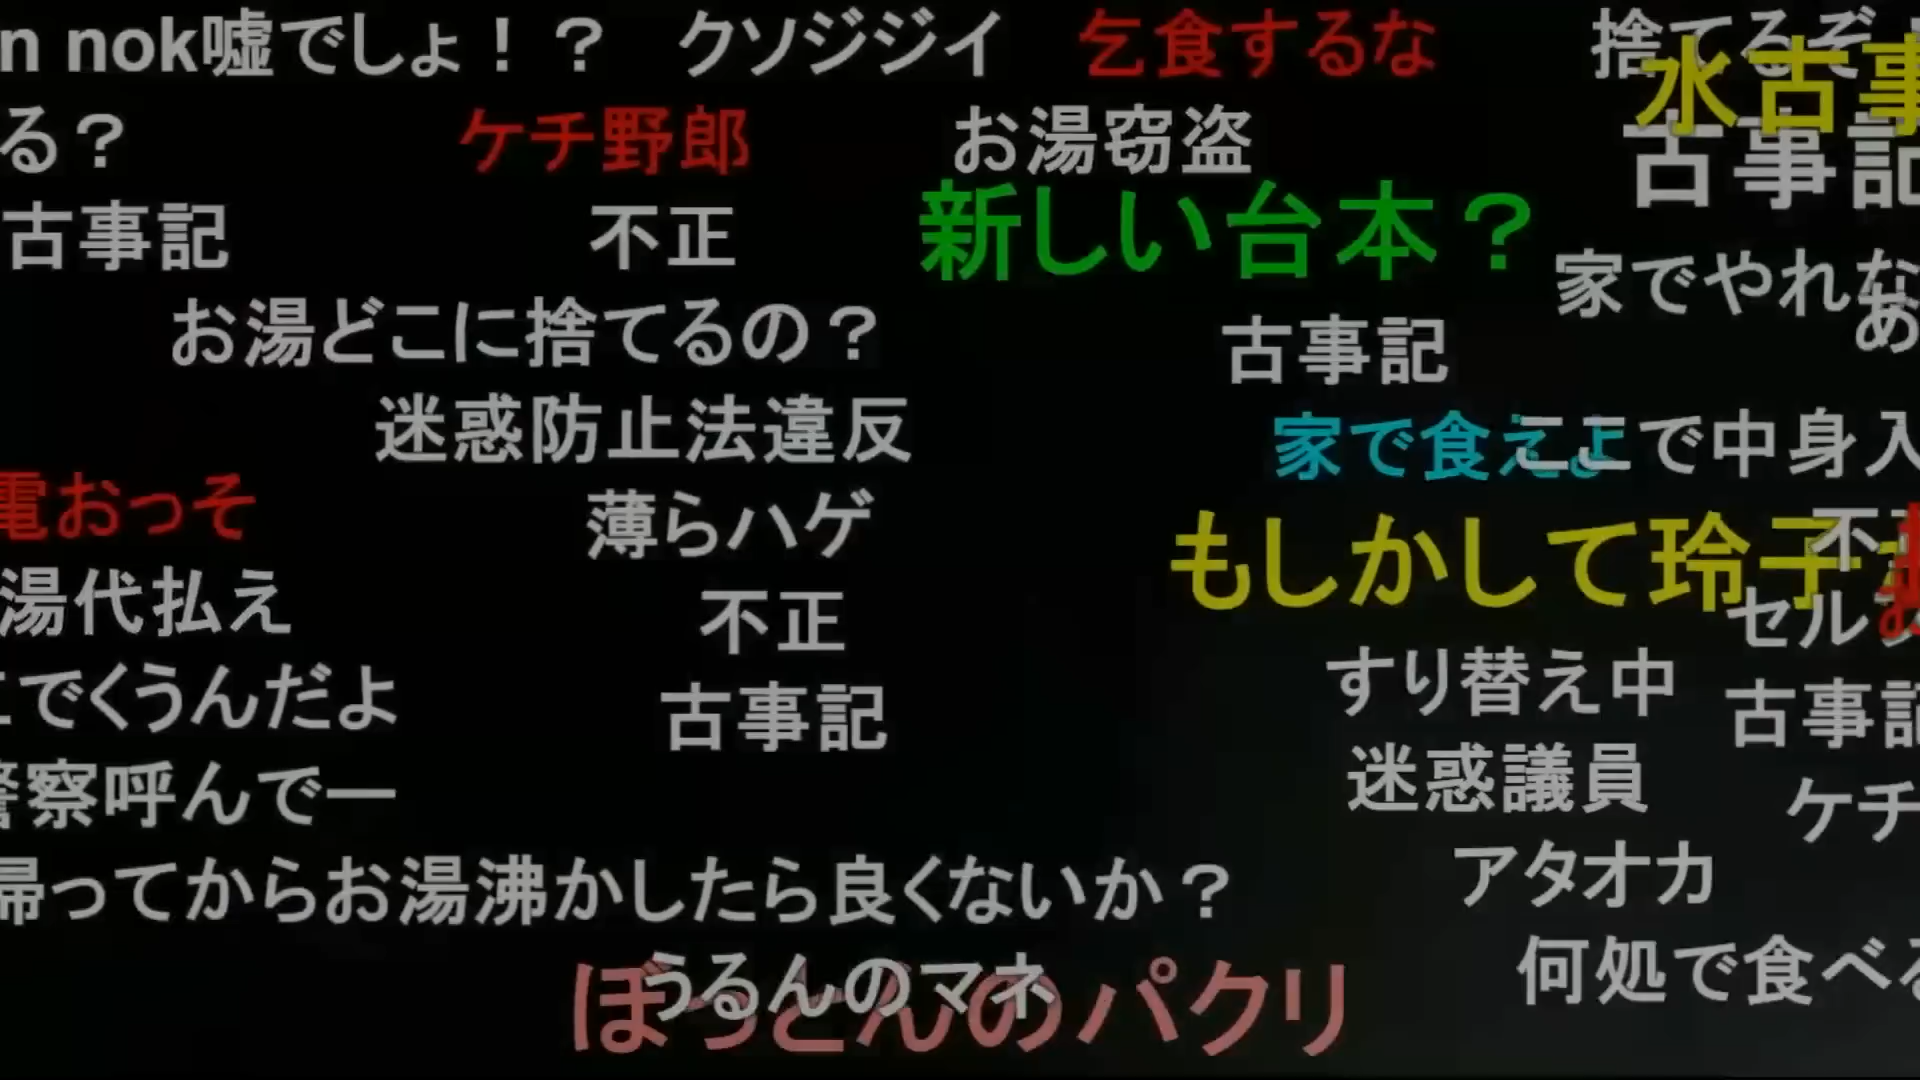 n nok嘘でしょ！？
クソジジイ
乞食するな
捨てるぞ
水古事
る？
ケチ野郎
お湯窃盗
古事記
古事記
不正
新しい台本？
家でやれな
あ
お湯どこに捨てるの？
古事記
迷惑防止法違反
家で食えよ
ここで中身入
電おっそ
薄らハゲ
もしかして玲子
不
湯代払え
不正
セル
すり替え中
こでくうんだよ
古事記
古事記
迷惑議員
警察呼んでー
ケチ
帰ってからお湯沸かしたら良くないか？
アタオカ
うるんのマネ
何処で食べる
ぼっとんのパクリ